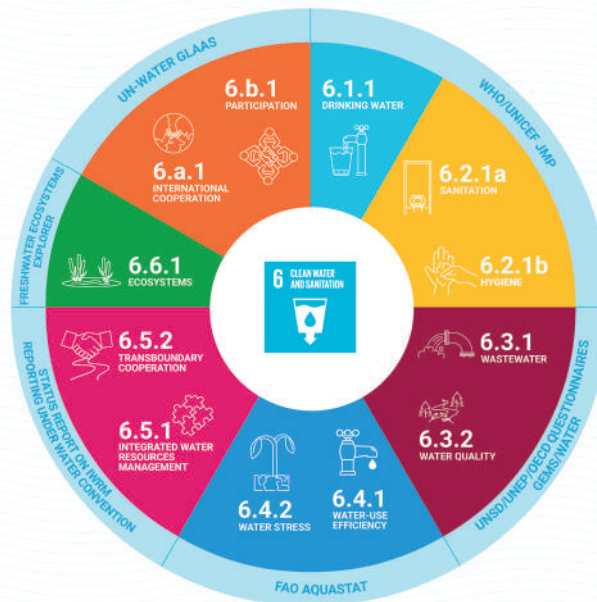 UN-WATER GLAAS
6.b.1
PARTICIPATION
6.a.1
INTERNATIONAL
COOPERATION
WHO/UNICEF JMP
6.1.1
DRINKING WATER
6.2.1a
SANITATION
6.2.1b
HYGIENE
FRESHWATER ECOSYSTEMS
EXPLORER
6.6.1
ECOSYSTEMS
6 CLEAN WATER
AND SANITATION
6.3.1
WASTEWATER
6.3.2
WATER QUALITY
UNSD/UNEP/OECD QUESTIONNAIRES
GEMS/WATER
6.5.2
TRANSBOUNDARY
COOPERATION
6.5.1
INTEGRATED WATER
RESOURCES
MANAGEMENT
STATUS REPORT ON IWRM
REPORTING UNDER WATER CONVENTION
6.4.2
WATER STRESS
6.4.1
WATER-USE
EFFICIENCY
FAO AQUASTAT